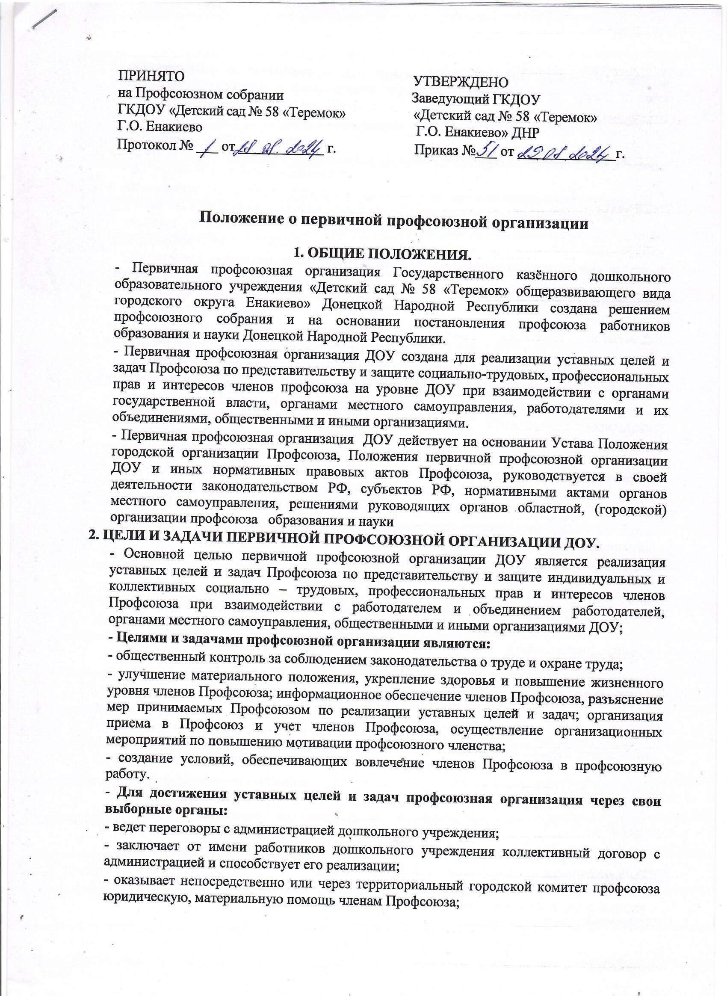 ПРИНЯТО
на Профсоюзном собрании
ГКДОУ «Детский сад № 58 «Теремок»
Г.О. Енакиево
Протокол № 1 от 28 08. 2024 г.
УТВЕРЖДЕНО
Заведующий ГКДОУ
«Детский сад № 58 «Теремок»
Г.О. Енакиево» ДНР
Приказ № 51 от 29 08 2024 г.
Положение о первичной профсоюзной организации
1. ОБЩИЕ ПОЛОЖЕНИЯ.
- Первичная профсоюзная организация Государственного казённого дошкольного
образовательного учреждения «Детский сад № 58 «Теремок» общеразвивающего вида
городского округа Енакиево» Донецкой Народной Республики создана решением
профсоюзного собрания и на основании постановления профсоюза работников
образования и науки Донецкой Народной Республики.
- Первичная профсоюзная организация ДОУ создана для реализации уставных целей и
задач Профсоюза по представительству и защите социально-трудовых, профессиональных
прав и интересов членов профсоюза на уровне ДОУ при взаимодействии с органами
государственной власти, органами местного самоуправления, работодателями и их
объединениями, общественными и иными организациями.
- Первичная профсоюзная организация ДОУ действует на основании Устава Положения
городской организации Профсоюза, Положения первичной профсоюзной организации
ДОУ и иных нормативных правовых актов Профсоюза, руководствуется в своей
деятельности законодательством РФ, субъектов РФ, нормативными актами органов
местного самоуправления, решениями руководящих органов областной, (городской)
организации профсоюза образования и науки
2. ЦЕЛИ И ЗАДАЧИ ПЕРВИЧНОЙ ПРОФСОЮЗНОЙ ОРГАНИЗАЦИИ ДОУ.
- Основной целью первичной профсоюзной организации ДОУ является реализация
уставных целей и задач Профсоюза по представительству и защите индивидуальных и
коллективных социально – трудовых, профессиональных прав и интересов членов
Профсоюза при взаимодействии с работодателем и объединением работодателей,
органами местного самоуправления, общественными и иными организациями ДОУ;
- Целями и задачами профсоюзной организации являются:
- общественный контроль за соблюдением законодательства о труде и охране труда;
- улучшение материального положения, укрепление здоровья и повышение жизненного
уровня членов Профсоюза; информационное обеспечение членов Профсоюза, разъяснение
мер принимаемых Профсоюзом по реализации уставных целей и задач; организация
приема в Профсоюз и учет членов Профсоюза, осуществление организационных
мероприятий по повышению мотивации профсоюзного членства;
- создание условий, обеспечивающих вовлечение членов Профсоюза в профсоюзную
работу.
- Для достижения уставных целей и задач профсоюзная организация через свои
выборные органы:
- ведет переговоры с администрацией дошкольного учреждения;
- заключает от имени работников дошкольного учреждения коллективный договор с
администрацией и способствует его реализации;
- оказывает непосредственно или через территориальный городской комитет профсоюза
юридическую, материальную помощь членам Профсоюза;